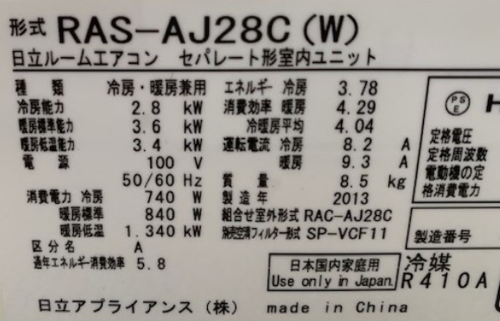 形式 RAS-AJ28C(W)
日立ルームエアコン セパレート形室内ユニット
種類 冷房・暖房兼用
冷房能力 2.8 kW
暖房標準能力 3.6 kW
暖房低温能力 3.4 kW
電源 100 V
50/60 Hz
消費電力 冷房 740 W
暖房標準 840 W
暖房低温 1.340 kW
区分名 A
通年エネルギー消費効率 5.8
エネルギー 冷房 3.78
消費効率 暖房 4.29
冷暖房平均 4.04
運転電流 冷房 8.2 A
暖房 9.3 A
質量 8.5 kg
製造年 2013
組合せ室外形式 RAC-AJ28C
別売空清フィルター形式 SP-VCF11
日本国内家庭用
Use only in Japan.
冷媒
R410A
日立アプライアンス(株) made in China
PS
E
H
定格電圧
定格周波数
電動機の定
格消費電力
製造番号